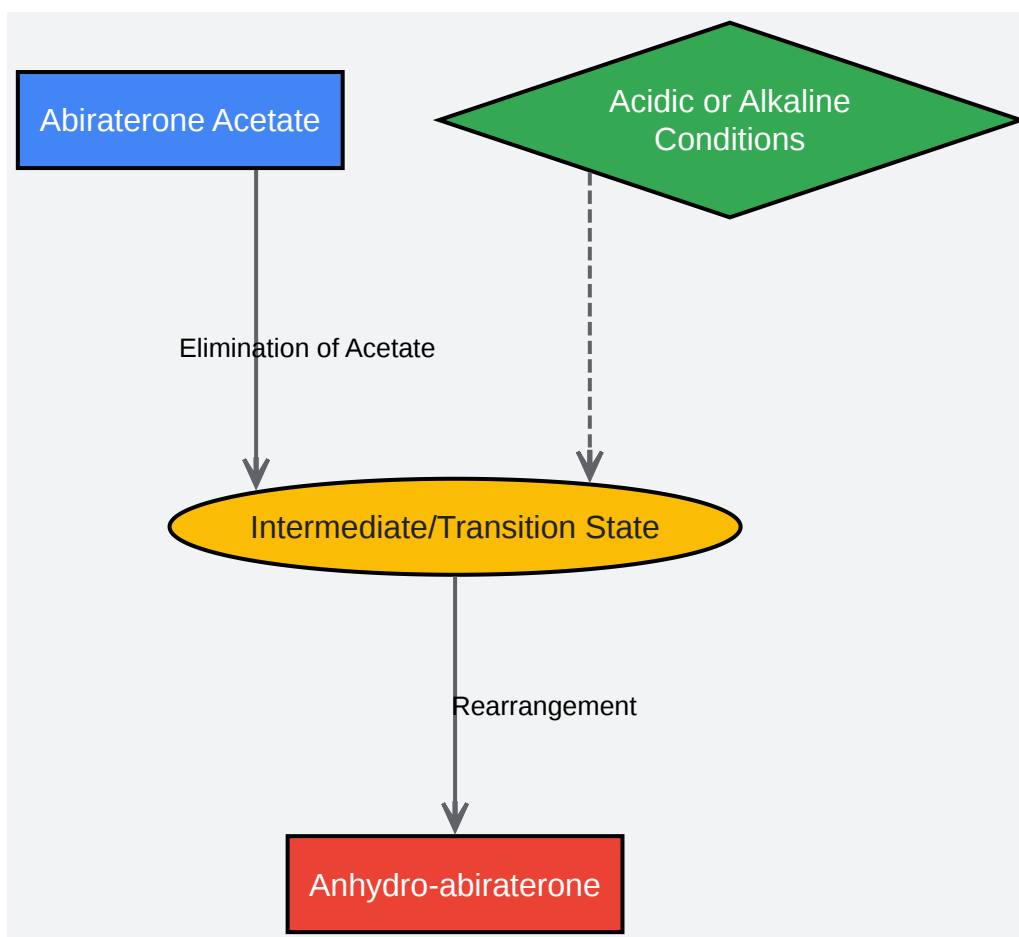 Abiraterone Acetate
Acidic or Alkaline
Conditions
Elimination of Acetate
Intermediate/Transition State
Rearrangement
Anhydro-abiraterone